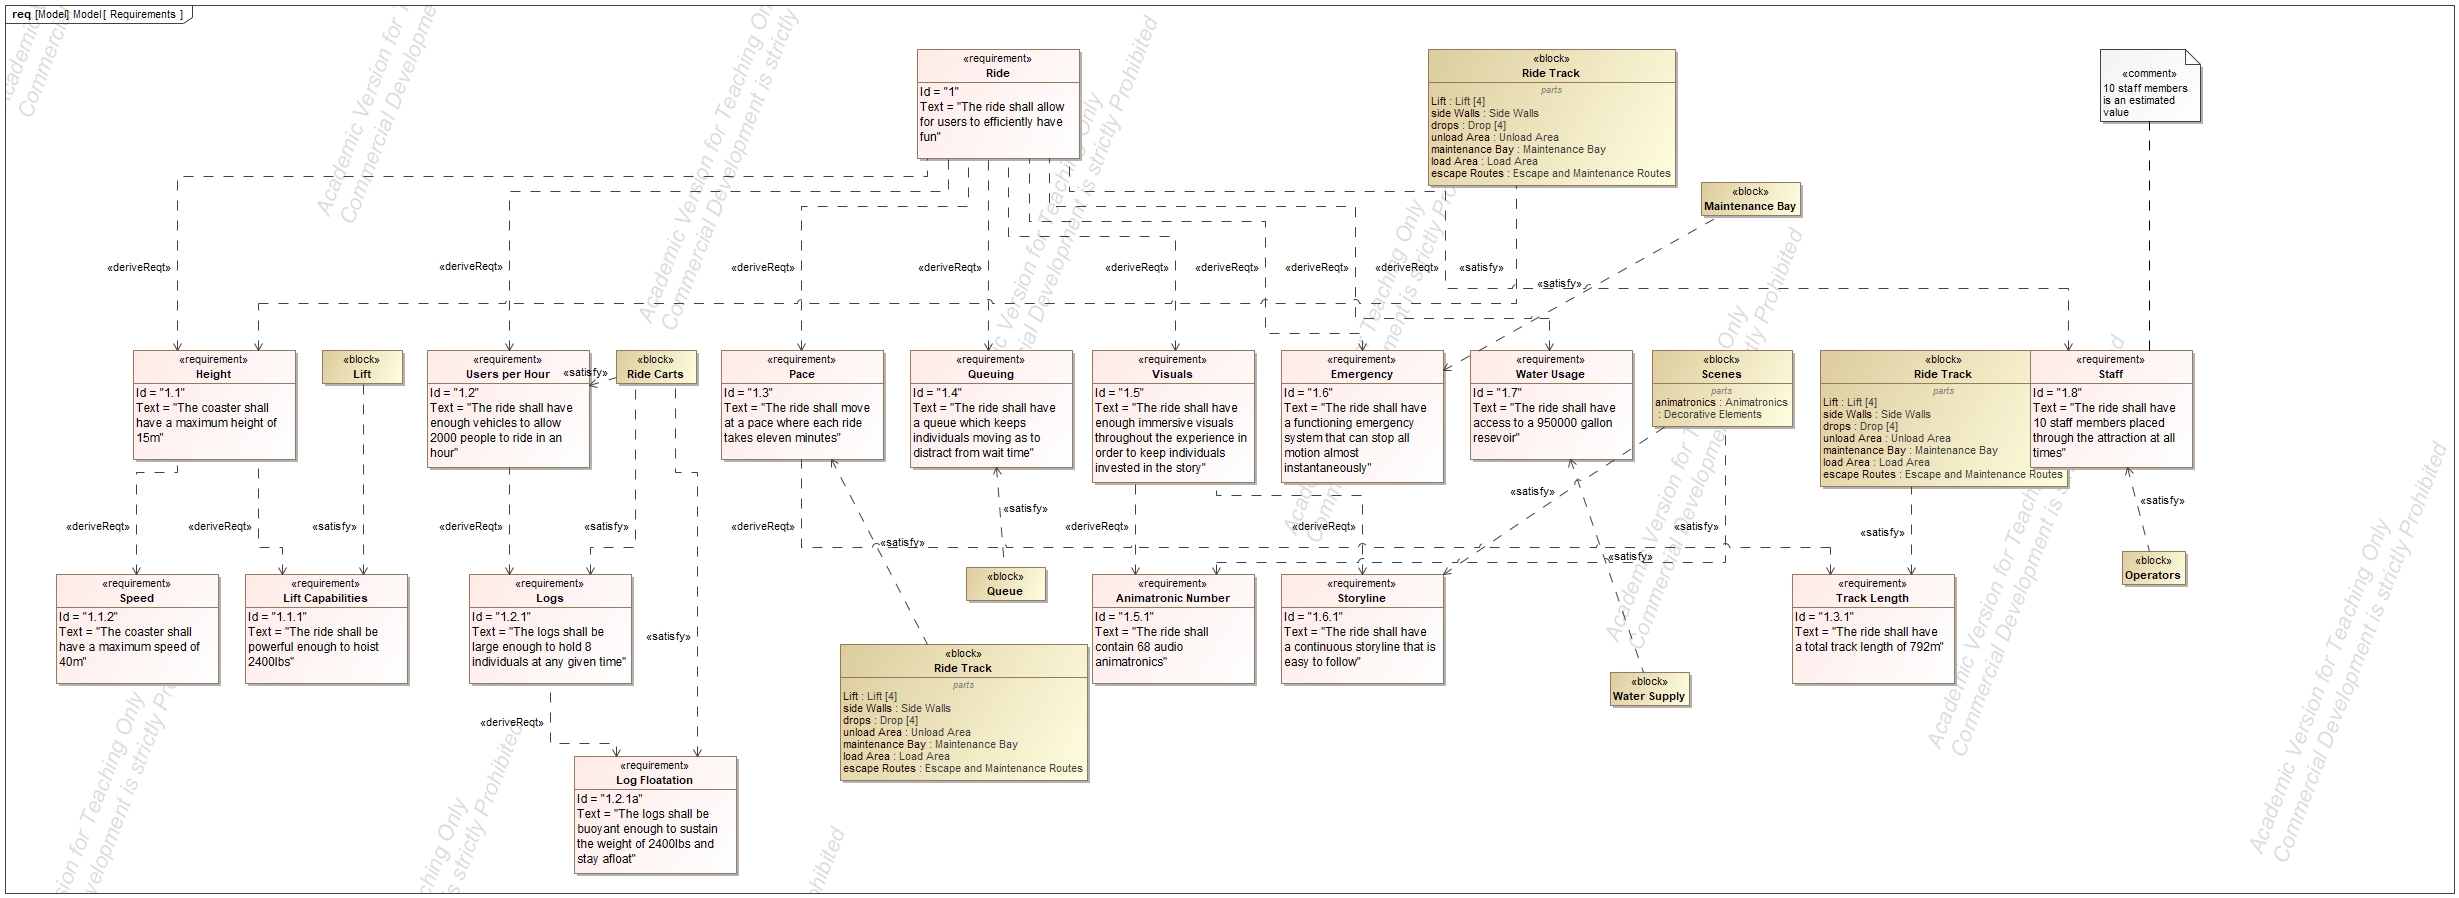 req [Model] Model[ Requirements ]
«requirement»
Ride
Id = "1"
Text = "The ride shall allow
for users to efficiently have
fun"
«block»
Ride Track
parts
Lift : Lift [4]
side Walls : Side Walls
drops : Drop [4]
unload Area : Unload Area
maintenance Bay : Maintenance Bay
load Area : Load Area
escape Routes : Escape and Maintenance Routes
«comment»
10 staff members
is an estimated
value
«block»
Maintenance Bay
«deriveReqt»
«deriveReqt»
«deriveReqt»
«deriveReqt»
«deriveReqt»
«deriveReqt»
«deriveReqt»
«deriveReqt»
«satisfy»
«satisfy»
«requirement»
Height
Id = "1.1"
Text = "The coaster shall
have a maximum height of
15m"
«block»
Lift
«requirement»
Users per Hour
Id = "1.2"
Text = "The ride shall have
enough vehicles to allow
2000 people to ride in an
hour"
«satisfy»
«block»
Ride Carts
«requirement»
Pace
Id = "1.3"
Text = "The ride shall move
at a pace where each ride
takes eleven minutes"
«requirement»
Queuing
Id = "1.4"
Text = "The ride shall have
a queue which keeps
individuals moving as to
distract from wait time"
«requirement»
Visuals
Id = "1.5"
Text = "The ride shall have
enough immersive visuals
throughout the experience in
order to keep individuals
invested in the story"
«requirement»
Emergency
Id = "1.6"
Text = "The ride shall have
a functioning emergency
system that can stop all
motion almost
instantaneously"
«requirement»
Water Usage
Id = "1.7"
Text = "The ride shall have
access to a 950000 gallon
resevoir"
«block»
Scenes
parts
animatronics : Animatronics
: Decorative Elements
«block»
Ride Track
parts
Lift : Lift [4]
side Walls : Side Walls
drops : Drop [4]
unload Area : Unload Area
maintenance Bay : Maintenance Bay
load Area : Load Area
escape Routes : Escape and Maintenance Routes
«requirement»
Staff
Id = "1.8"
Text = "The ride shall have
10 staff members placed
through the attraction at all
times"
«deriveReqt»
«deriveReqt»
«satisfy»
«deriveReqt»
«satisfy»
«deriveReqt»
«satisfy»
«satisfy»
«deriveReqt»
«deriveReqt»
«satisfy»
«satisfy»
«satisfy»
«satisfy»
«satisfy»
«requirement»
Speed
Id = "1.1.2"
Text = "The coaster shall
have a maximum speed of
40m"
«requirement»
Lift Capabilities
Id = "1.1.1"
Text = "The ride shall be
powerful enough to hoist
2400lbs"
«requirement»
Logs
Id = "1.2.1"
Text = "The logs shall be
large enough to hold 8
individuals at any given time"
«satisfy»
«block»
Queue
«requirement»
Animatronic Number
Id = "1.5.1"
Text = "The ride shall
contain 68 audio
animatronics"
«requirement»
Storyline
Id = "1.6.1"
Text = "The ride shall have
a continuous storyline that is
easy to follow"
«block»
Water Supply
«requirement»
Track Length
Id = "1.3.1"
Text = "The ride shall have
a total track length of 792m"
«block»
Operators
«deriveReqt»
«block»
Ride Track
parts
Lift : Lift [4]
side Walls : Side Walls
drops : Drop [4]
unload Area : Unload Area
maintenance Bay : Maintenance Bay
load Area : Load Area
escape Routes : Escape and Maintenance Routes
«requirement»
Log Floatation
Id = "1.2.1a"
Text = "The logs shall be
buoyant enough to sustain
the weight of 2400lbs and
stay afloat"
Academic Version for Teaching Only
Commercial Development is strictly Prohibited